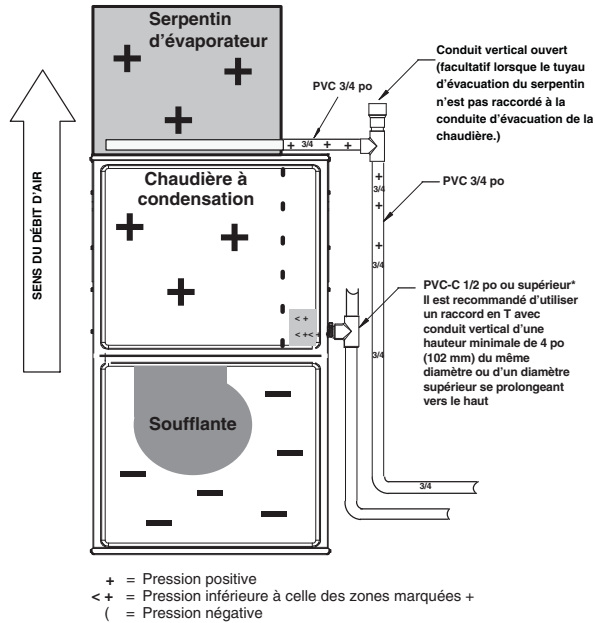 Serpentin
d'évaporateur
+
+
+
PVC 3/4 po
+ 3/4 + +
Conduit vertical ouvert
(facultatif lorsque le tuyau
d'évacuation du serpentin
n'est pas raccordé à la
conduite d'évacuation de la
chaudière.)
SENS DU DÉBIT D'AIR
Chaudière à
condensation
+
+
+
+
3/4
+
+
3/4
PVC 3/4 po
< +
< +< +
PVC-C 1/2 po ou supérieur*
Il est recommandé d'utiliser
un raccord en T avec
conduit vertical d'une
hauteur minimale de 4 po
(102 mm) du même
diamètre ou d'un diamètre
supérieur se prolongeant
vers le haut
3/4
Soufflante
3/4
+ = Pression positive
< + = Pression inférieure à celle des zones marquées +
( = Pression négative